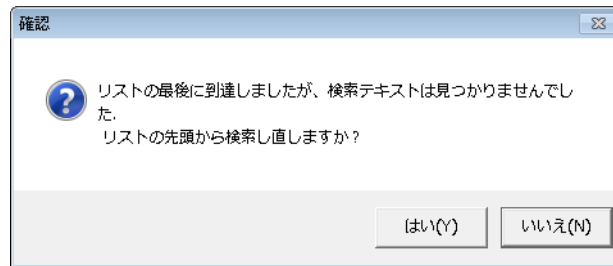 確認
リストの最後に到達しましたが、検索テキストは見つかりませんでし
た.
リストの先頭から検索し直しますか？
はい(Y)
いいえ(N)